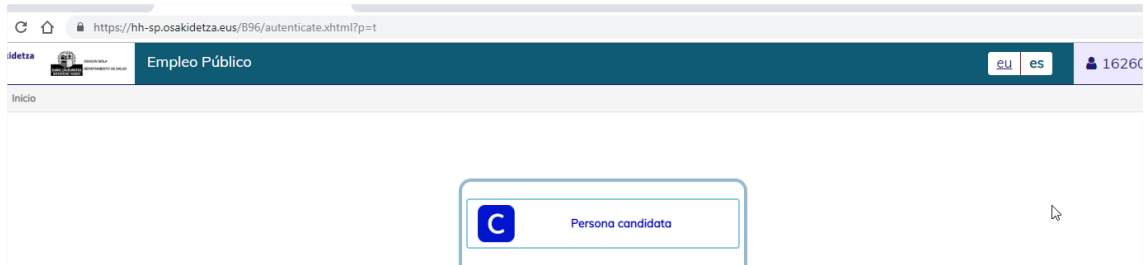 https://hh-sp.osakidetza.eus/B96/autenticate.xhtml?p=t
idetza
Empleo Público
eu es
16260
Inicio
C
Persona candidata